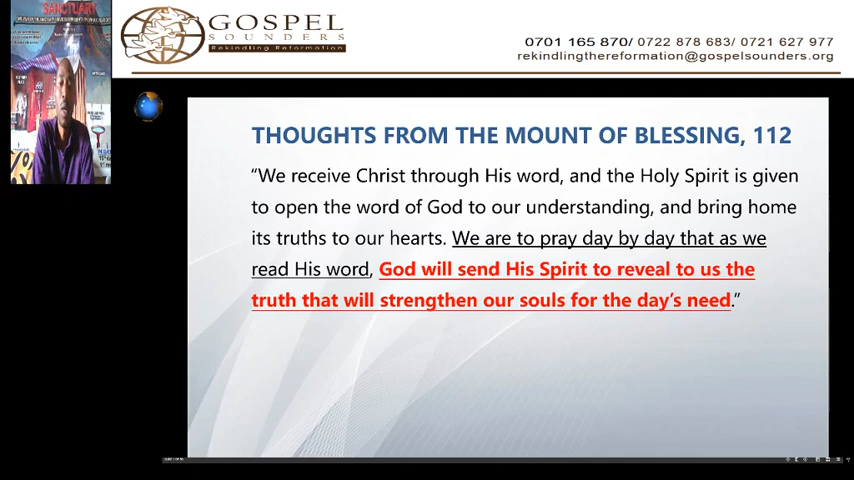 SANCTUARY
GOSPEL
SOUNDERS
Rekindling Reformation
0701 165 870/ 0722 878 683/ 0721 627 977
rekindlingthereformation@gospelsounders.org
THOUGHTS FROM THE MOUNT OF BLESSING, 112
“We receive Christ through His word, and the Holy Spirit is given
to open the word of God to our understanding, and bring home
its truths to our hearts. We are to pray day by day that as we
read His word, God will send His Spirit to reveal to us the
truth that will strengthen our souls for the day’s need.”